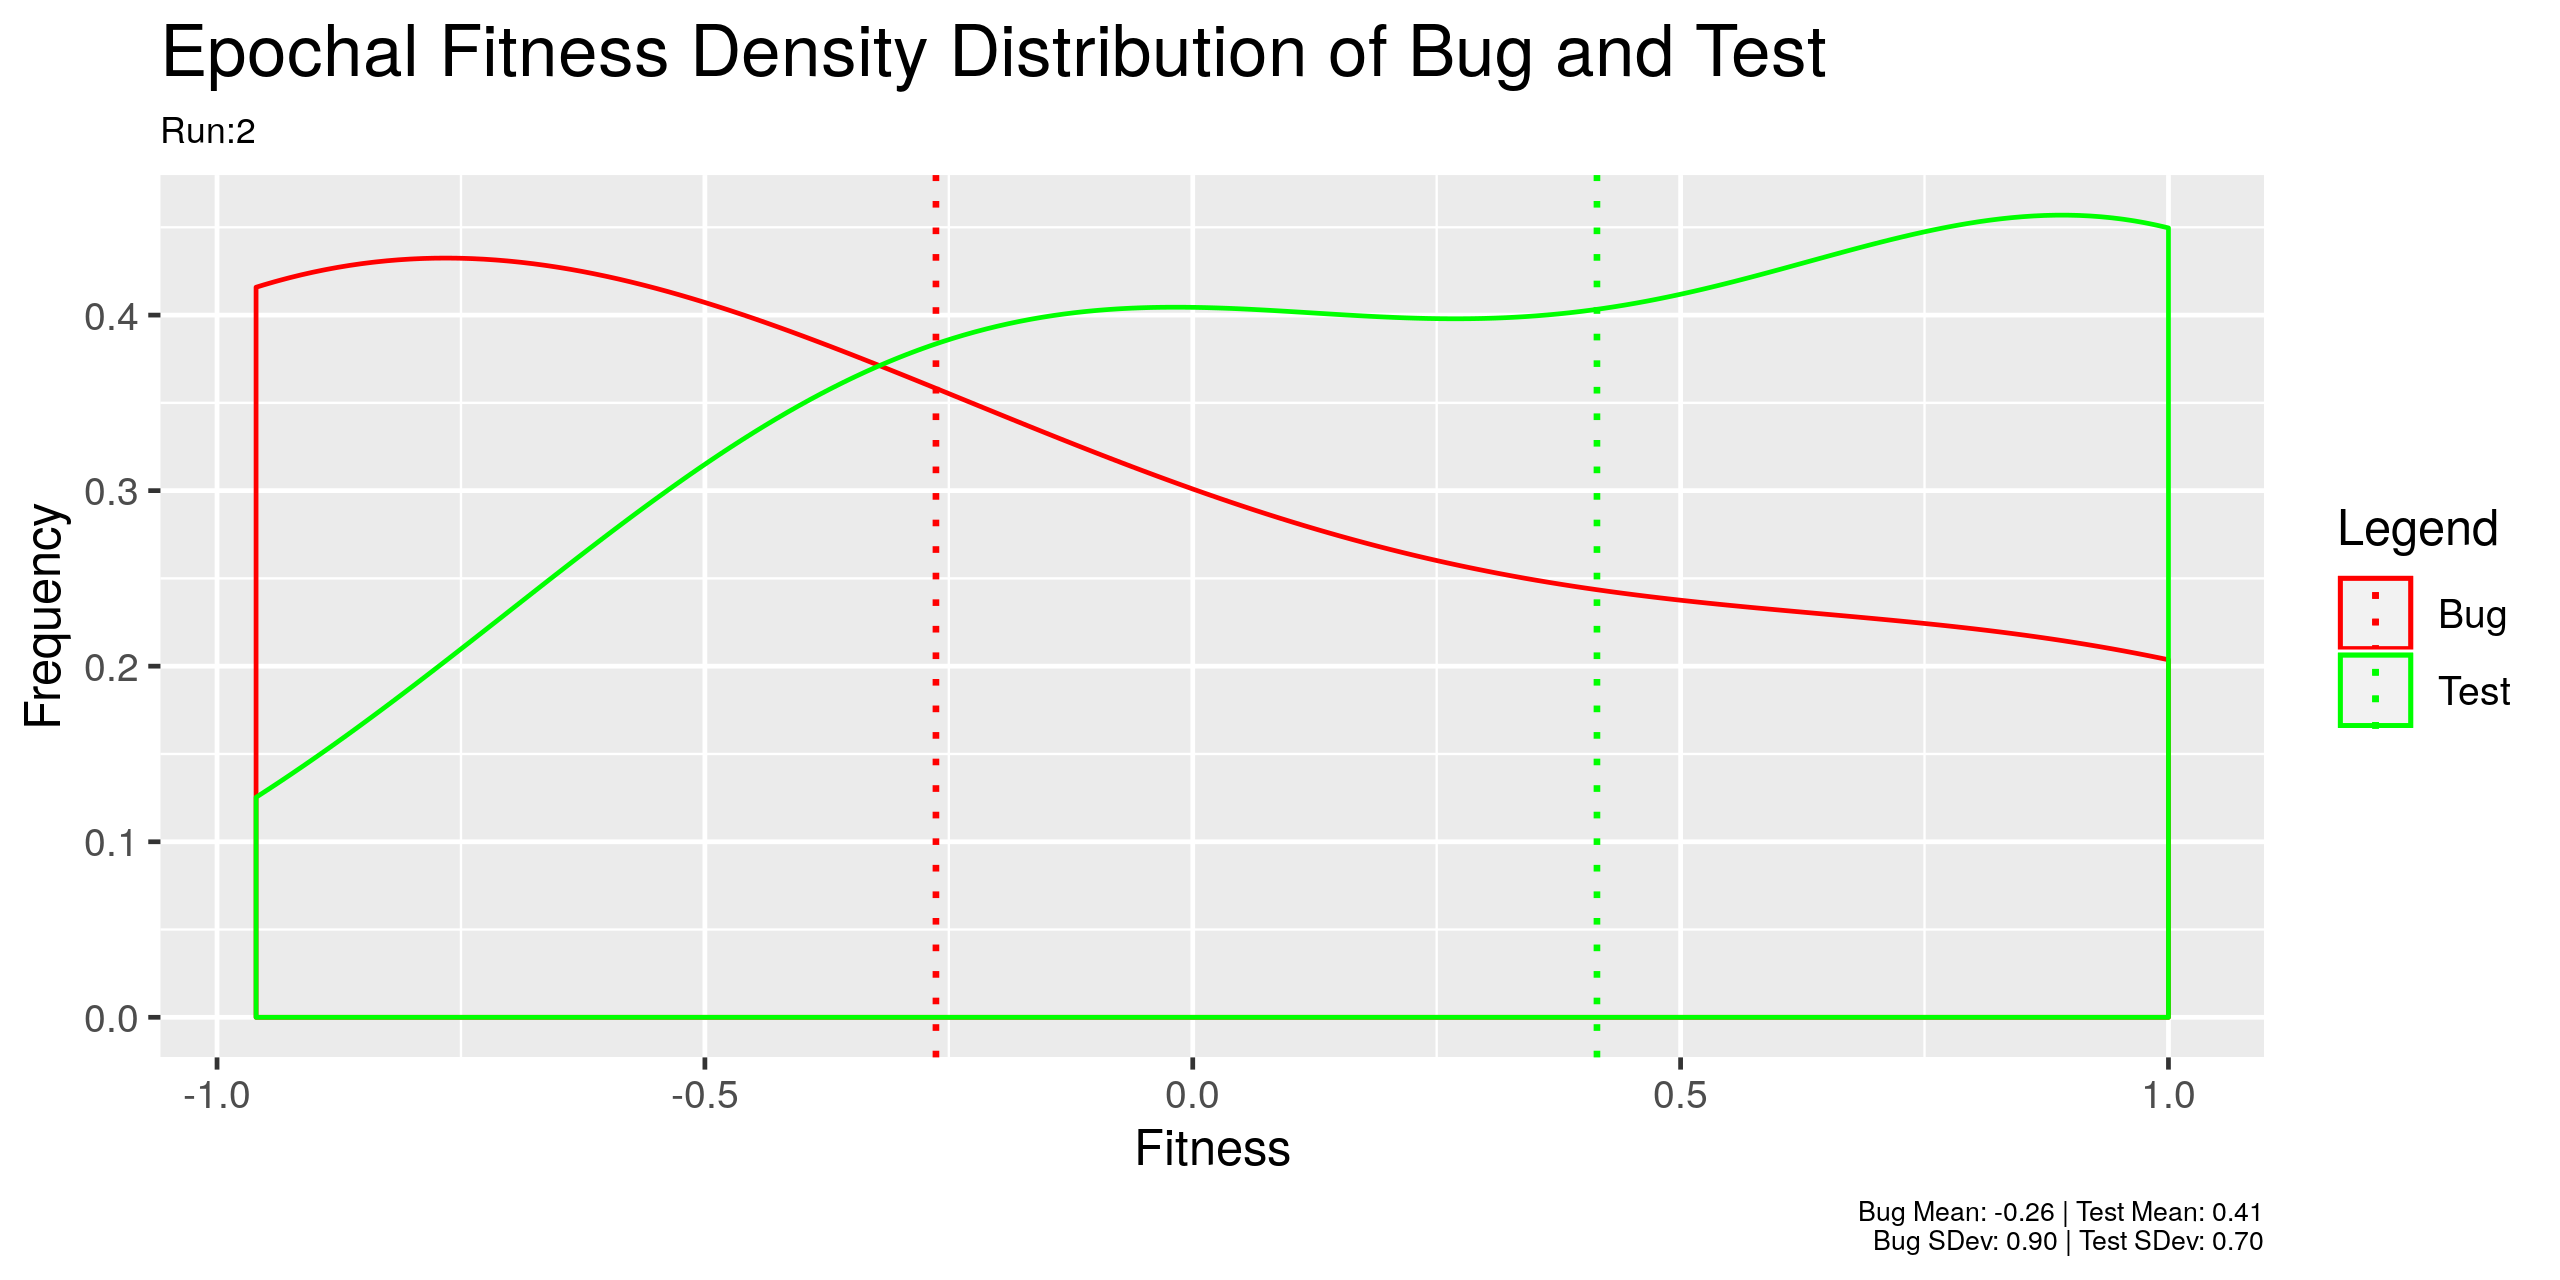 Epochal Fitness Density Distribution of Bug and Test
Run:2
Frequency
0.4
0.3
0.2
0.1
0.0
-1.0
-0.5
0.0
0.5
1.0
Fitness
Legend
Bug
Test
Bug Mean: -0.26 | Test Mean: 0.41
Bug SDev: 0.90 | Test SDev: 0.70